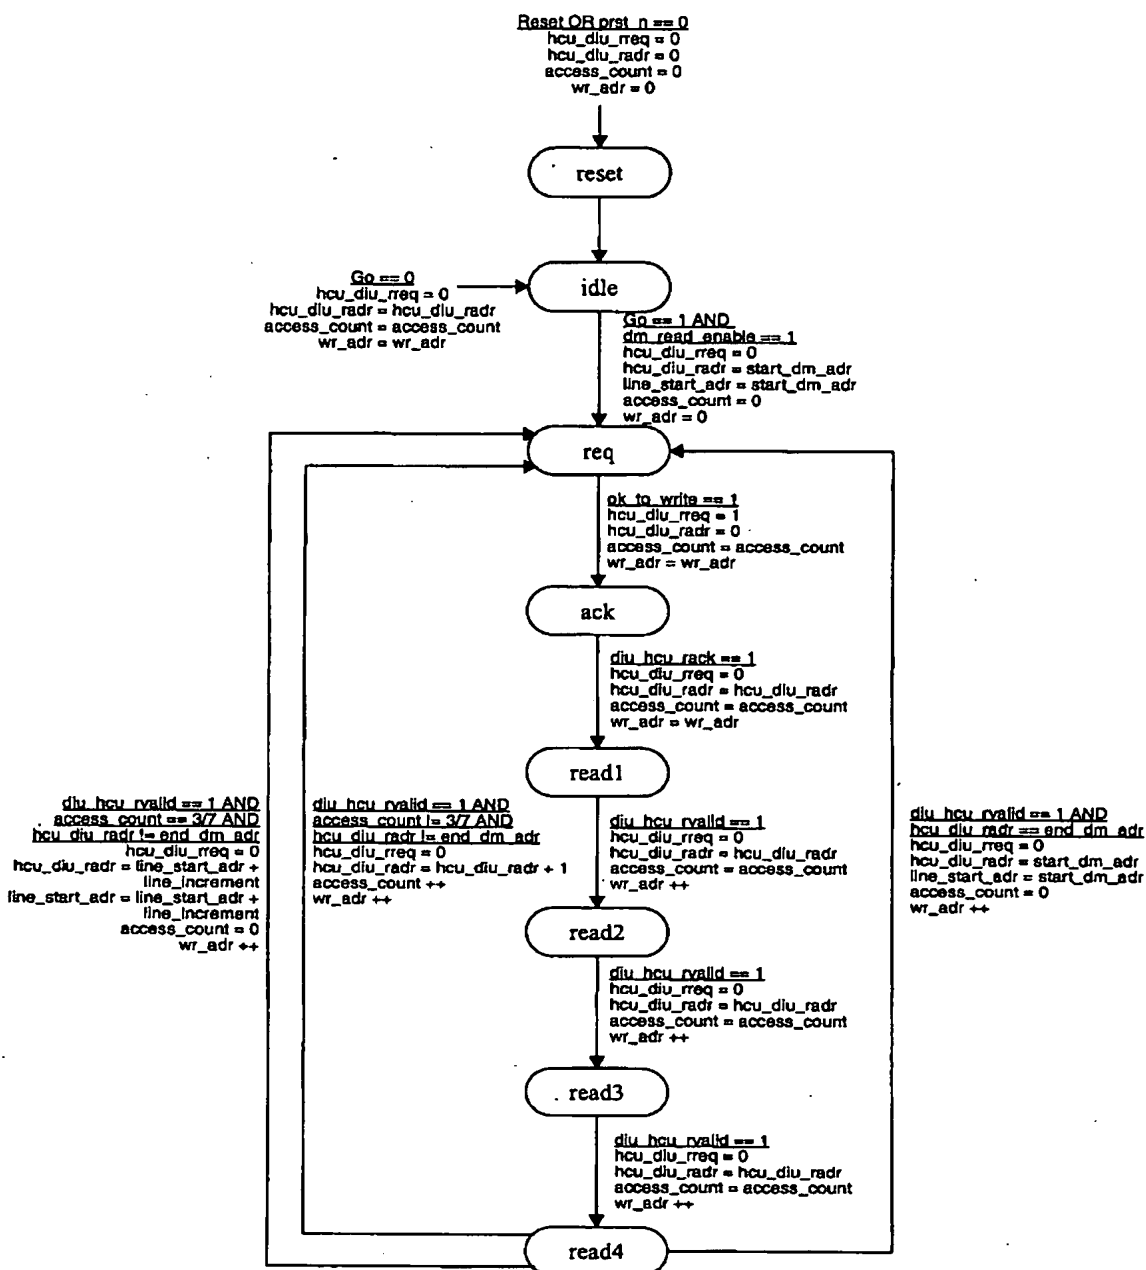 Reset OR prst_n == 0
hcu_diu_rreq = 0
hcu_diu_radr = 0
access_count = 0
wr_adr = 0
reset
Go == 0
hcu_diu_rreq = 0
hcu_diu_radr = hcu_diu_radr
access_count = access_count
wr_adr = wr_adr
idle
Go == 1 AND
dm_read_enable == 1
hcu_diu_rreq = 0
hcu_diu_radr = start_dm_adr
line_start_adr = start_dm_adr
access_count = 0
wr_adr = 0
req
ok_to_write == 1
hcu_diu_rreq = 1
hcu_diu_radr = 0
access_count = access_count
wr_adr = wr_adr
ack
diu_hcu_rack == 1
hcu_diu_rreq = 0
hcu_diu_radr = hcu_diu_radr
access_count = access_count
wr_adr = wr_adr
read1
diu_hcu_rvalid == 1 AND
access_count == 3/7 AND
hcu_diu_radr != end_dm_adr
hcu_diu_rreq = 0
hcu_diu_radr = line_start_adr +
line_increment
line_start_adr = line_start_adr +
line_increment
access_count = 0
wr_adr ++
diu_hcu_rvalid == 1 AND
access_count != 3/7 AND
hcu_diu_radr != end_dm_adr
hcu_diu_rreq = 0
hcu_diu_radr = hcu_diu_radr + 1
access_count ++
wr_adr ++
diu_hcu_rvalid == 1
hcu_diu_rreq = 0
hcu_diu_radr = hcu_diu_radr
access_count = access_count
wr_adr ++
diu_hcu_rvalid == 1 AND
hcu_diu_radr == end_dm_adr
hcu_diu_rreq = 0
hcu_diu_radr = start_dm_adr
line_start_adr = start_dm_adr
access_count = 0
wr_adr ++
read2
diu_hcu_rvalid == 1
hcu_diu_rreq = 0
hcu_diu_radr = hcu_diu_radr
access_count = access_count
wr_adr ++
read3
diu_hcu_rvalid == 1
hcu_diu_rreq = 0
hcu_diu_radr = hcu_diu_radr
access_count = access_count
wr_adr ++
read4